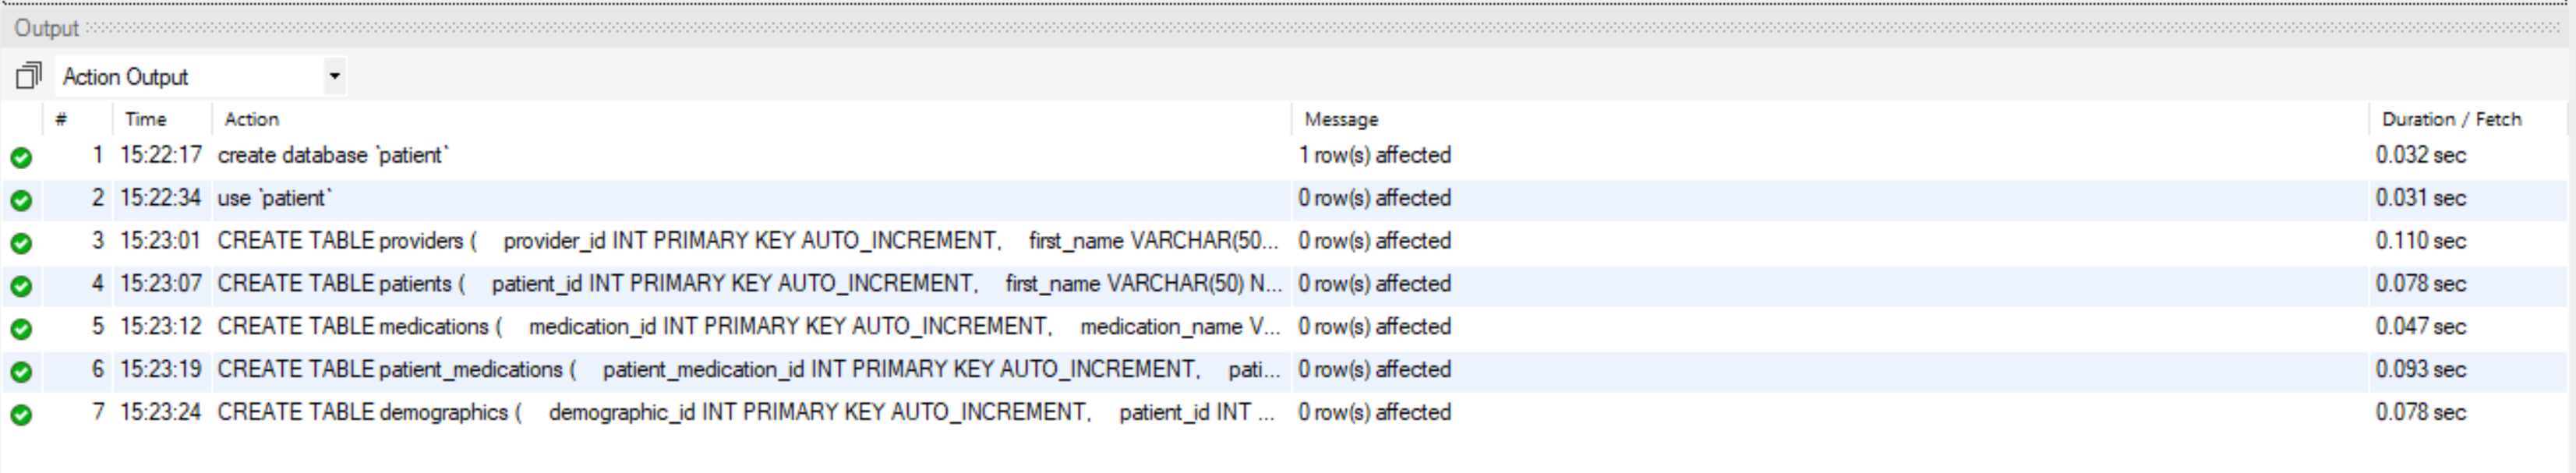 Output
Action Output
# Time Action Message Duration / Fetch
1 15:22:17 create database `patient` 1 row(s) affected 0.032 sec
2 15:22:34 use `patient` 0 row(s) affected 0.031 sec
3 15:23:01 CREATE TABLE providers ( provider_id INT PRIMARY KEY AUTO_INCREMENT, first_name VARCHAR(50... 0 row(s) affected 0.110 sec
4 15:23:07 CREATE TABLE patients ( patient_id INT PRIMARY KEY AUTO_INCREMENT, first_name VARCHAR(50) N... 0 row(s) affected 0.078 sec
5 15:23:12 CREATE TABLE medications ( medication_id INT PRIMARY KEY AUTO_INCREMENT, medication_name V... 0 row(s) affected 0.047 sec
6 15:23:19 CREATE TABLE patient_medications ( patient_medication_id INT PRIMARY KEY AUTO_INCREMENT, pati... 0 row(s) affected 0.093 sec
7 15:23:24 CREATE TABLE demographics ( demographic_id INT PRIMARY KEY AUTO_INCREMENT, patient_id INT ... 0 row(s) affected 0.078 sec